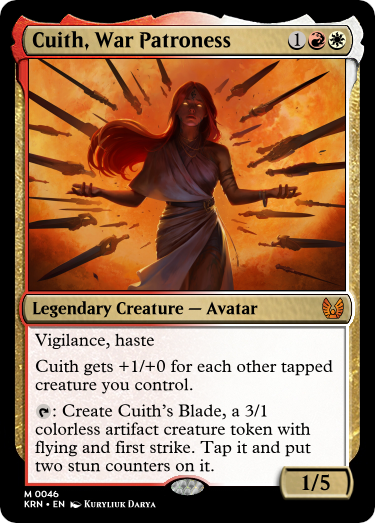 Cuith, War Patroness 1
Legendary Creature — Avatar
Vigilance, haste
Cuith gets +1/+0 for each other tapped
creature you control.
: Create Cuith's Blade, a 3/1
colorless artifact creature token with
flying and first strike. Tap it and put
two stun counters on it.
1/5
M 0046
KRN • EN Kuryliuk Darya